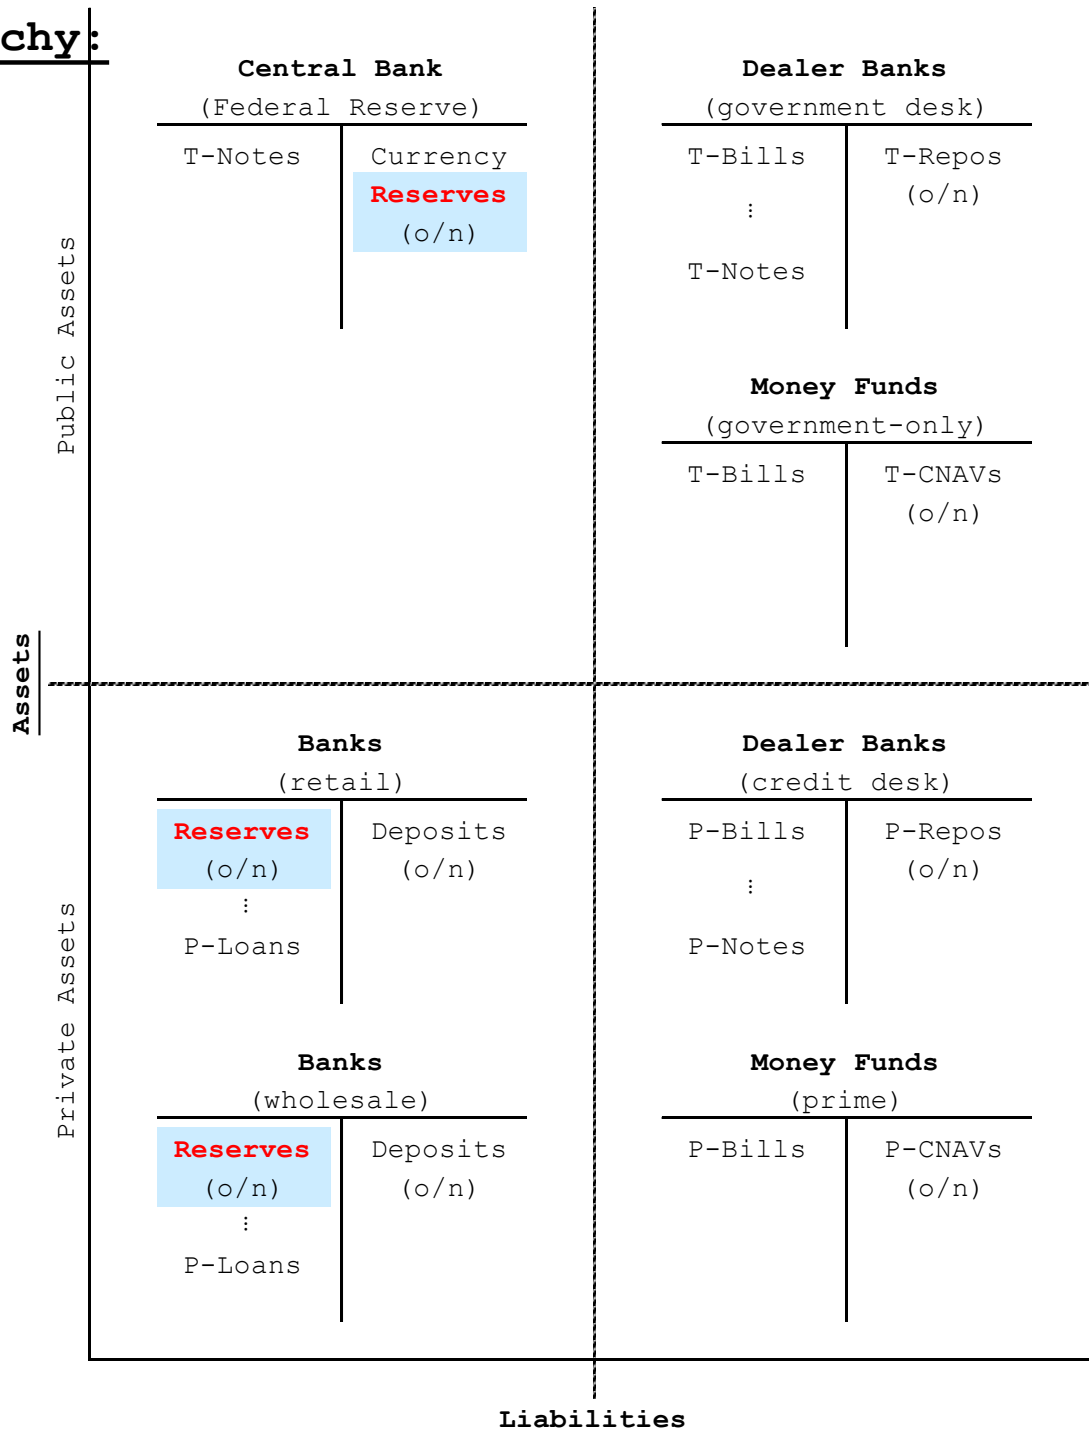 chy:
Central Bank
(Federal Reserve)
T-Notes
Currency
Reserves
(o/n)
Dealer Banks
(government desk)
T-Bills
⋮
T-Notes
T-Repos
(o/n)
Money Funds
(government-only)
T-Bills
T-CNAVs
(o/n)
Public Assets
Assets
Private Assets
Banks
(retail)
Reserves
(o/n)
⋮
P-Loans
Deposits
(o/n)
Dealer Banks
(credit desk)
P-Bills
⋮
P-Notes
P-Repos
(o/n)
Banks
(wholesale)
Reserves
(o/n)
⋮
P-Loans
Deposits
(o/n)
Money Funds
(prime)
P-Bills
P-CNAVs
(o/n)
Liabilities